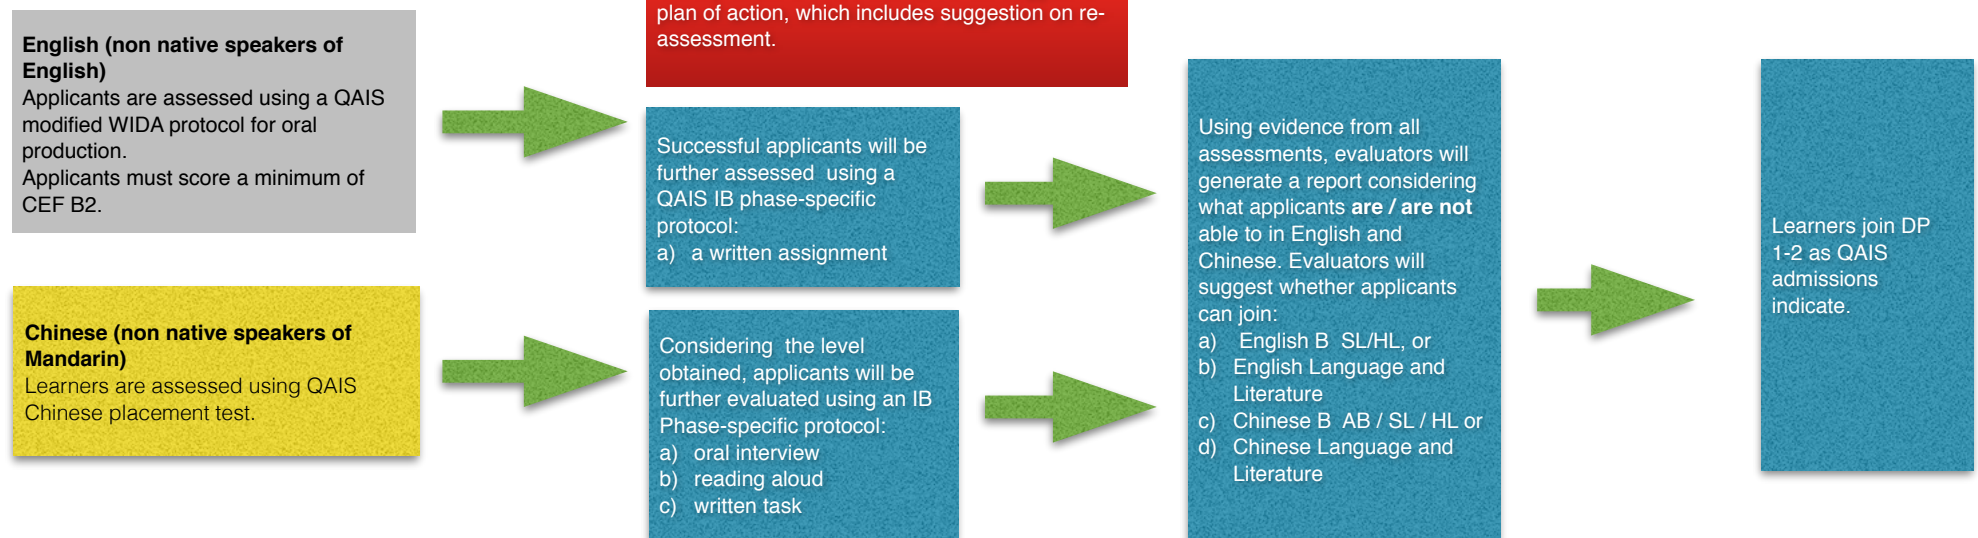 plan of action, which includes suggestion on re-
assessment.
English (non native speakers of
English)
Applicants are assessed using a QAIS
modified WIDA protocol for oral
production.
Applicants must score a minimum of
CEF B2.
Successful applicants will be
further assessed using a
QAIS IB phase-specific
protocol:
a) a written assignment
Chinese (non native speakers of
Mandarin)
Learners are assessed using QAIS
Chinese placement test.
Considering the level
obtained, applicants will be
further evaluated using an IB
Phase-specific protocol:
a) oral interview
b) reading aloud
c) written task
Using evidence from all
assessments, evaluators will
generate a report considering
what applicants are / are not
able to in English and
Chinese. Evaluators will
suggest whether applicants
can join:
a) English B SL/HL, or
b) English Language and
Literature
c) Chinese B AB / SL / HL or
d) Chinese Language and
Literature
Learners join DP
1-2 as QAIS
admissions
indicate.